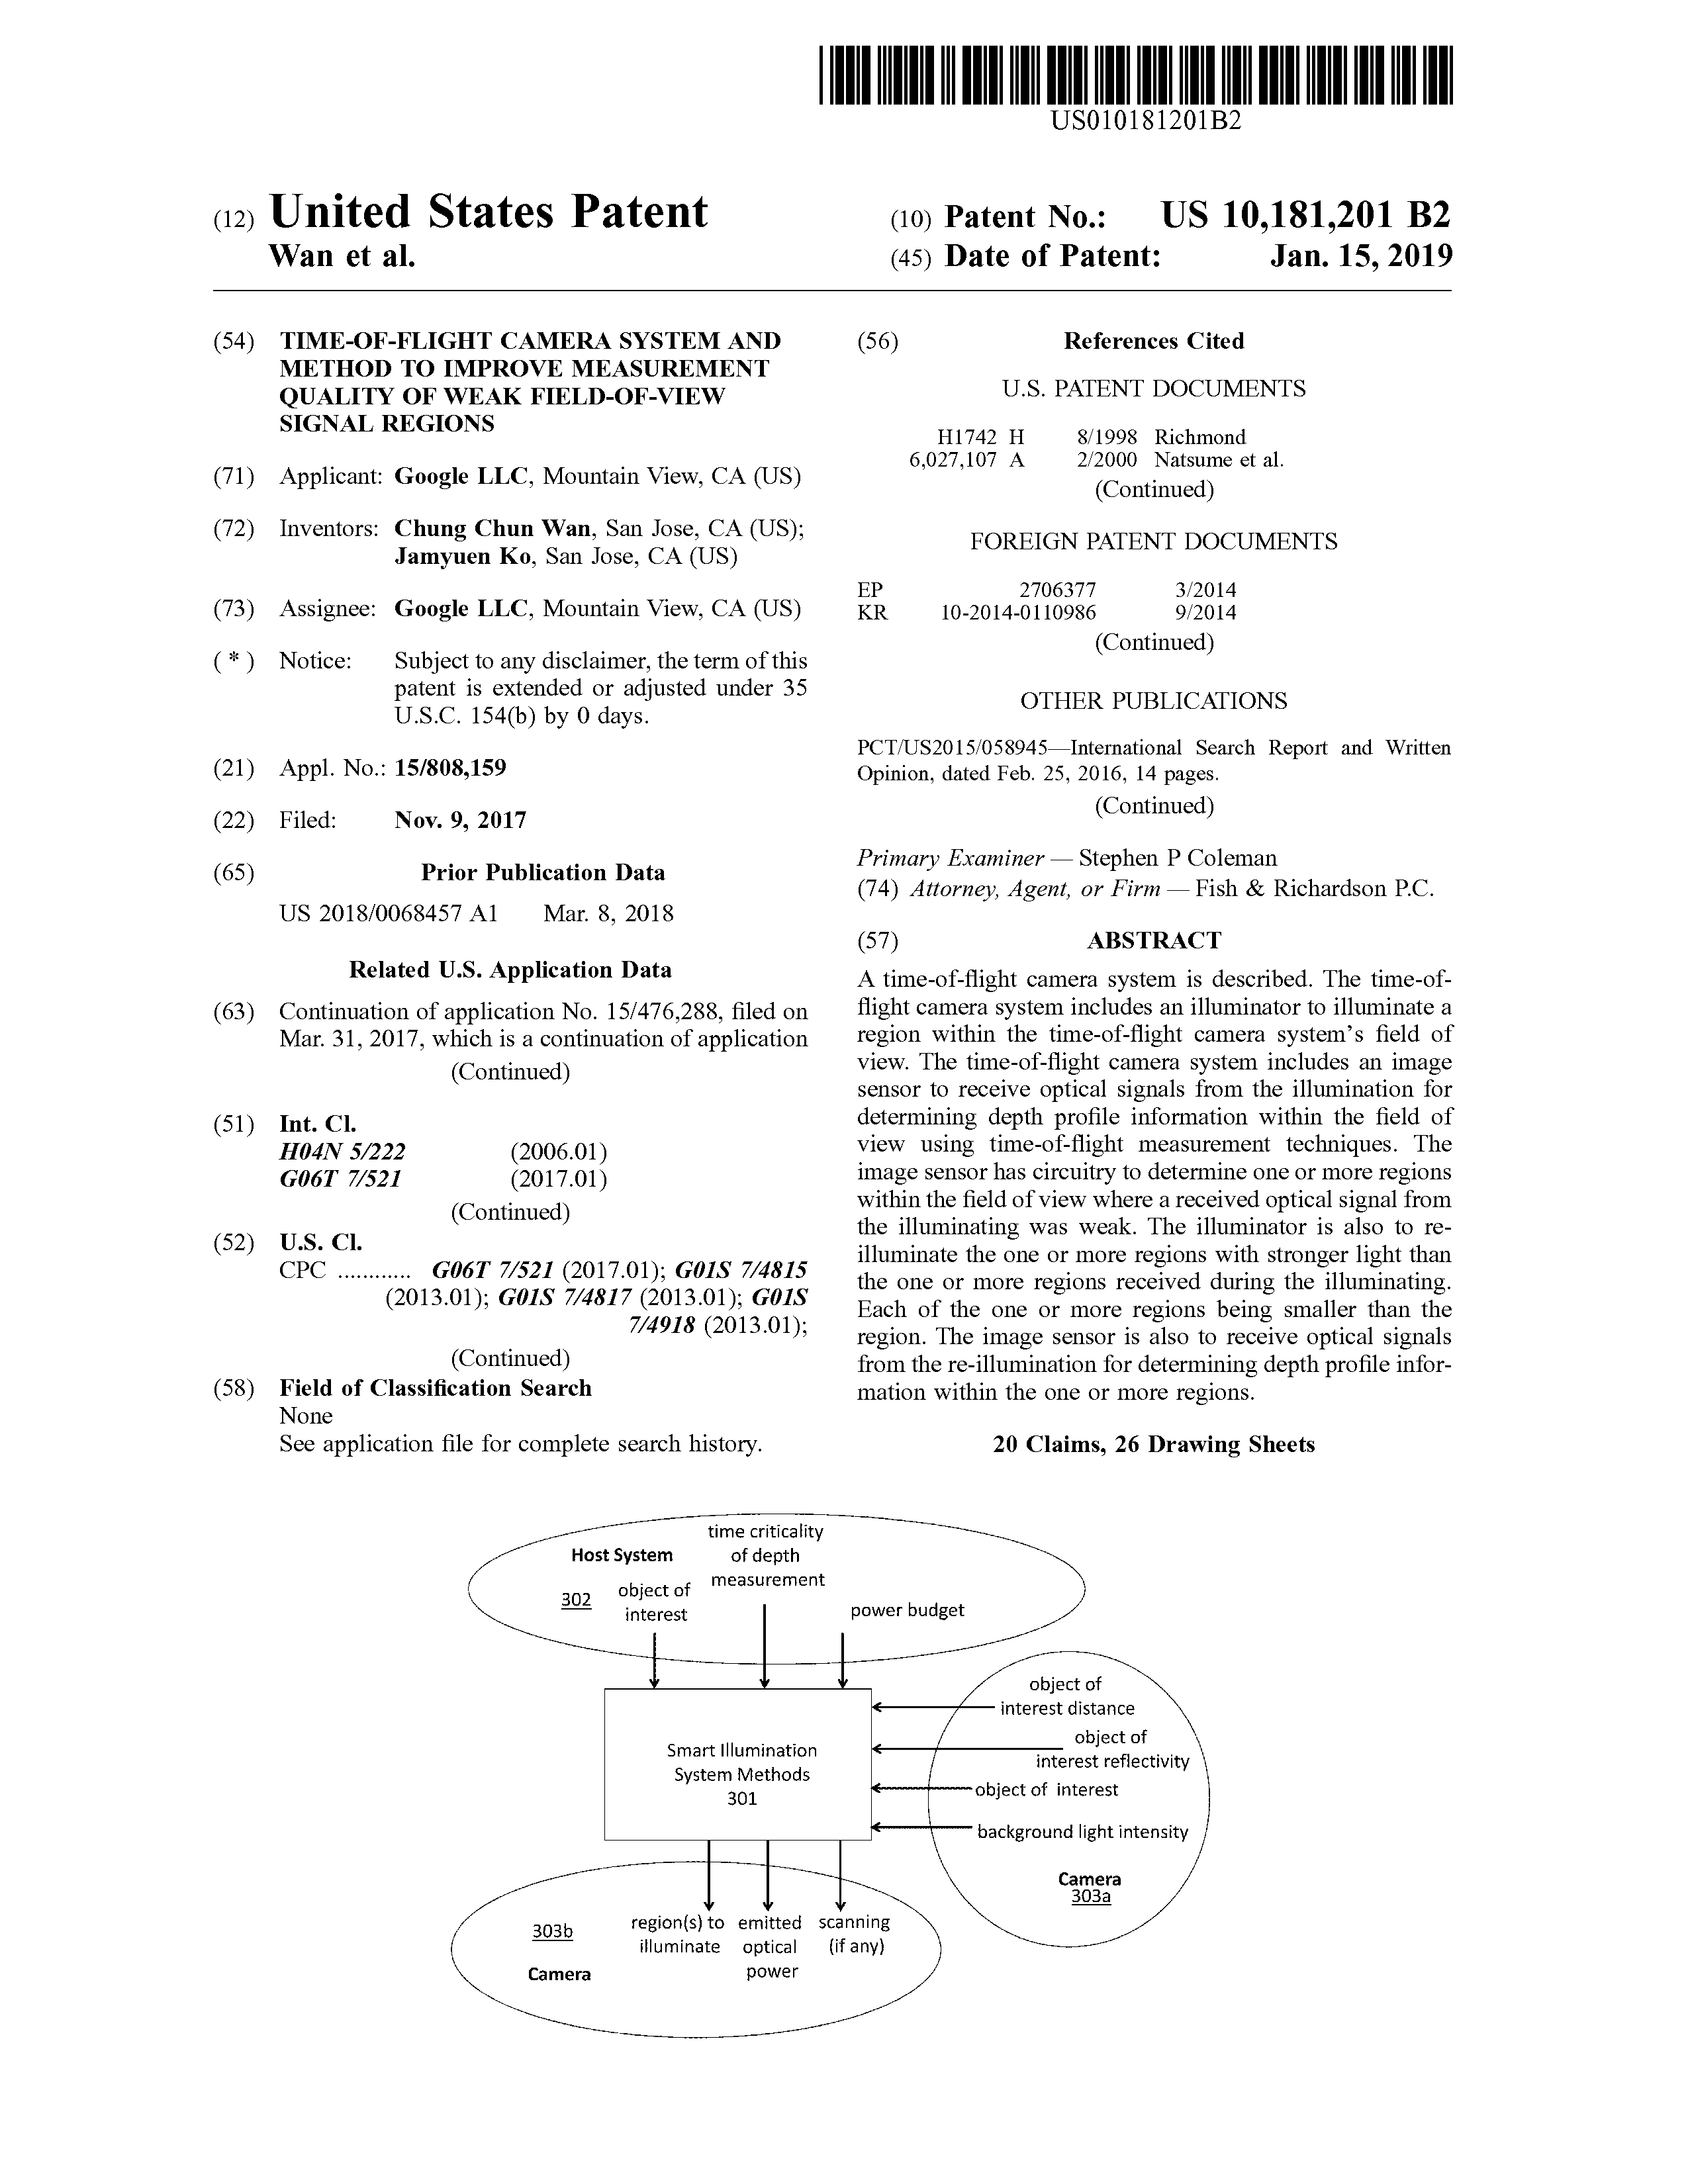 US010181201B2
(12) United States Patent
Wan et al.
(10) Patent No.: US 10,181,201 B2
(45) Date of Patent: Jan. 15, 2019
(54) TIME-OF-FLIGHT CAMERA SYSTEM AND
METHOD TO IMPROVE MEASUREMENT
QUALITY OF WEAK FIELD-OF-VIEW
SIGNAL REGIONS
(71) Applicant: Google LLC, Mountain View, CA (US)
(72) Inventors: Chung Chun Wan, San Jose, CA (US);
Jamyuen Ko, San Jose, CA (US)
(73) Assignee: Google LLC, Mountain View, CA (US)
( * ) Notice: Subject to any disclaimer, the term of this
patent is extended or adjusted under 35
U.S.C. 154(b) by 0 days.
(21) Appl. No.: 15/808,159
(22) Filed: Nov. 9, 2017
(65) Prior Publication Data
US 2018/0068457 A1 Mar. 8, 2018
Related U.S. Application Data
(63) Continuation of application No. 15/476,288, filed on
Mar. 31, 2017, which is a continuation of application
(Continued)
(51) Int. Cl.
H04N 5/222 (2006.01)
G06T 7/521 (2017.01)
(Continued)
(52) U.S. Cl.
CPC ............ G06T 7/521 (2017.01); G01S 7/4815
(2013.01); G01S 7/4817 (2013.01); G01S
7/4918 (2013.01);
(Continued)
(58) Field of Classification Search
None
See application file for complete search history.
(56) References Cited
U.S. PATENT DOCUMENTS
H1742 H 8/1998 Richmond
6,027,107 A 2/2000 Natsume et al.
(Continued)
FOREIGN PATENT DOCUMENTS
EP 2706377 3/2014
KR 10-2014-0110986 9/2014
(Continued)
OTHER PUBLICATIONS
PCT/US2015/058945—International Search Report and Written
Opinion, dated Feb. 25, 2016, 14 pages.
(Continued)
Primary Examiner — Stephen P Coleman
(74) Attorney, Agent, or Firm — Fish & Richardson P.C.
(57) ABSTRACT
A time-of-flight camera system is described. The time-of-
flight camera system includes an illuminator to illuminate a
region within the time-of-flight camera system's field of
view. The time-of-flight camera system includes an image
sensor to receive optical signals from the illumination for
determining depth profile information within the field of
view using time-of-flight measurement techniques. The
image sensor has circuitry to determine one or more regions
within the field of view where a received optical signal from
the illuminating was weak. The illuminator is also to re-
illuminate the one or more regions with stronger light than
the one or more regions received during the illuminating.
Each of the one or more regions being smaller than the
region. The image sensor is also to receive optical signals
from the re-illumination for determining depth profile infor-
mation within the one or more regions.
20 Claims, 26 Drawing Sheets
Host System
302
object of
interest
time criticality
of depth
measurement
power budget
Smart Illumination
System Methods
301
object of
interest distance
object of
interest reflectivity
object of interest
background light intensity
Camera
303a
303b
Camera
region(s) to
illuminate
emitted
optical
power
scanning
(if any)